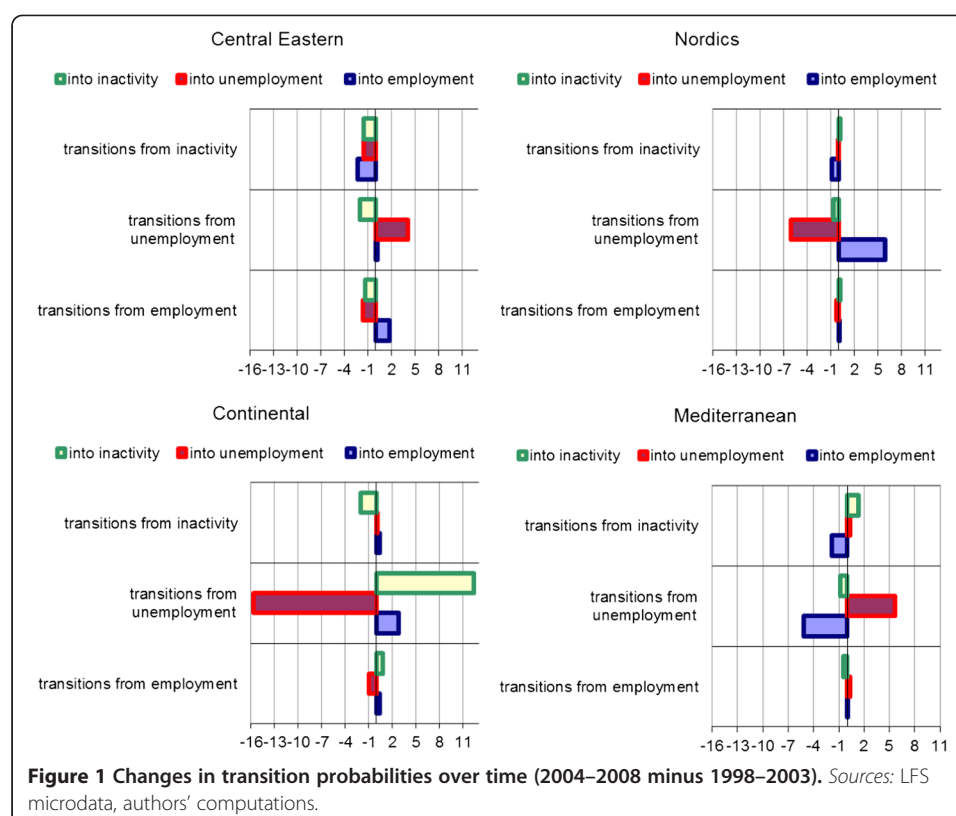 Central Eastern
into inactivity into unemployment into employment
transitions from inactivity
transitions from
unemployment
transitions from employment
-16-13-10 -7 -4 -1 2 5 8 11
Nordics
into inactivity into unemployment into employment
transitions from inactivity
transitions from
unemployment
transitions from employment
-16-13-10 -7 -4 -1 2 5 8 11
Continental
into inactivity into unemployment into employment
transitions from inactivity
transitions from
unemployment
transitions from employment
-16-13-10 -7 -4 -1 2 5 8 11
Mediterranean
into inactivity into unemployment into employment
transitions from inactivity
transitions from
unemployment
transitions from employment
-16-13-10 -7 -4 -1 2 5 8 11
Figure 1 Changes in transition probabilities over time (2004–2008 minus 1998–2003). Sources: LFS
microdata, authors' computations.